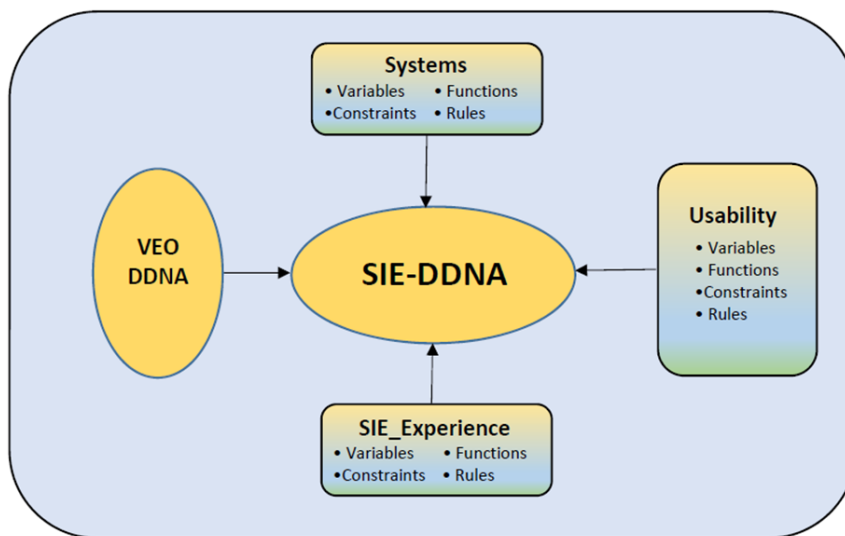 Systems
• Variables • Functions
•Constraints • Rules
VEO
DDNA
SIE-DDNA
Usability
• Variables
• Functions
•Constraints
• Rules
SIE_Experience
• Variables • Functions
•Constraints • Rules